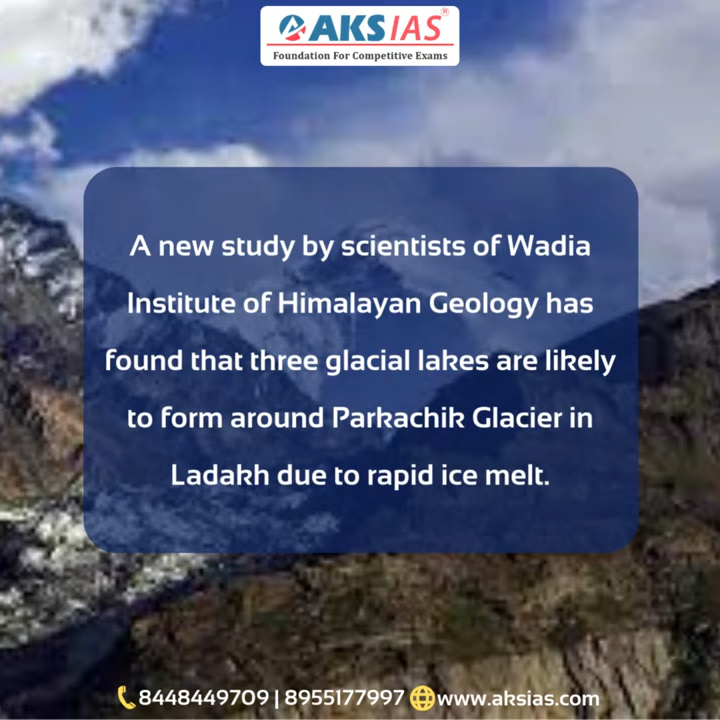 AKS IAS®
Foundation For Competitive Exams
A new study by scientists of Wadia
Institute of Himalayan Geology has
found that three glacial lakes are likely
to form around Parkachik Glacier in
Ladakh due to rapid ice melt.
8448449709 | 8955177997 www.aksias.com